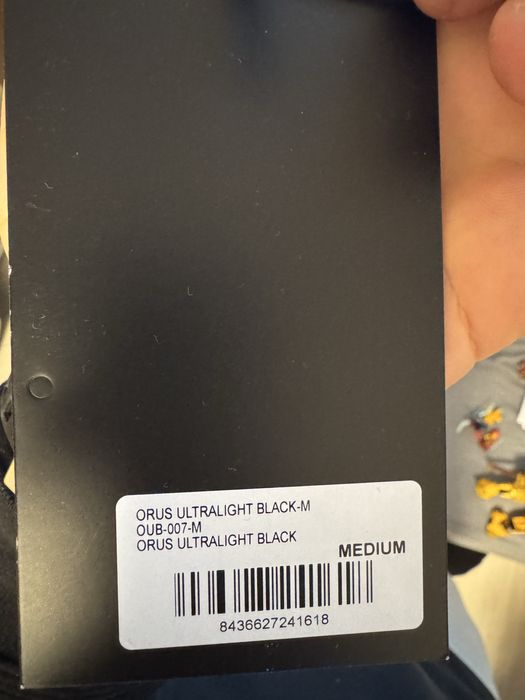 ORUS ULTRALIGHT BLACK-M
OUB-007-M
ORUS ULTRALIGHT BLACK
MEDIUM
8436627241618